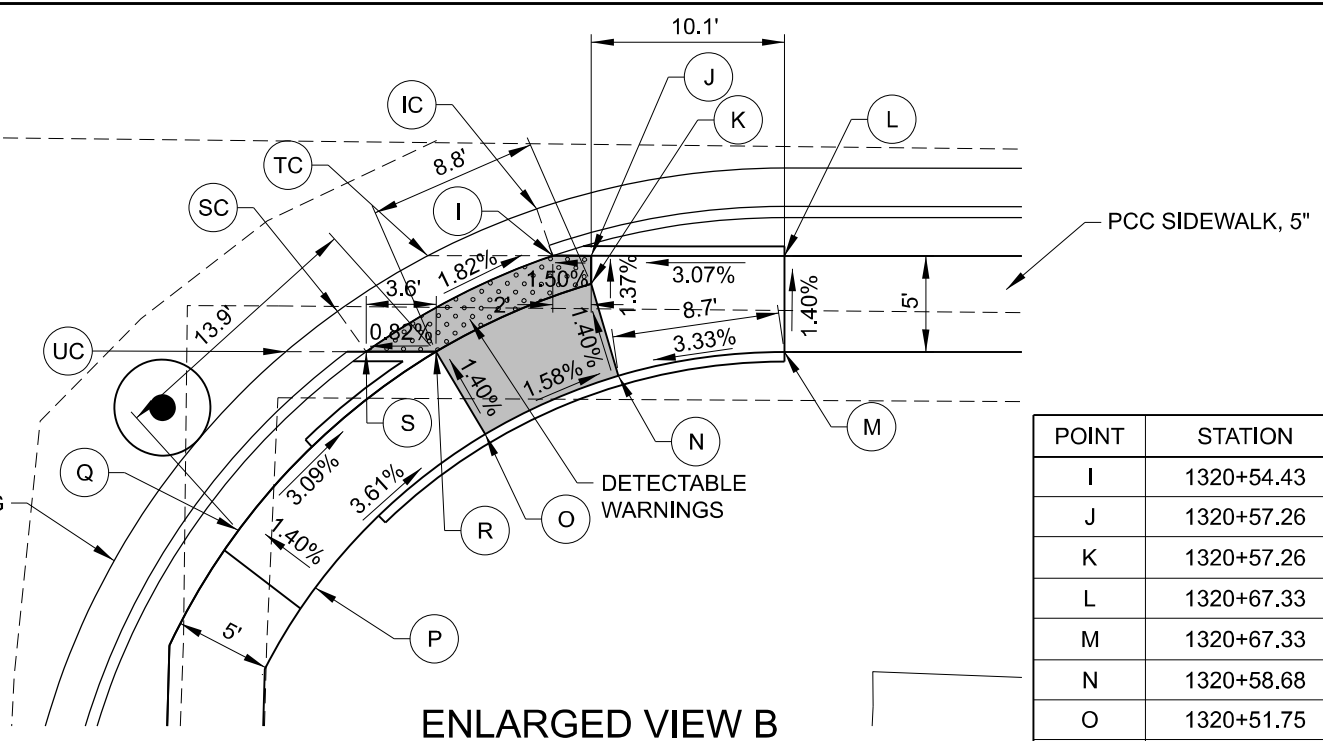 10.1'
J
IC
K
L
8.8'
TC
SC
I
PCC SIDEWALK, 5"
1.82%
1.50%
1.37%
3.07%
3.6'
2'
1.40%
5'
13.9'
0.82%
8.7'
3.33%
UC
1.40%
1.40%
1.58%
S
N
M
Q
3.09%
3.61%
DETECTABLE
WARNINGS
O
R
1.40%
P
5'
ENLARGED VIEW B
POINT STATION
I 1320+54.43
J 1320+57.26
K 1320+57.26
L 1320+67.33
M 1320+67.33
N 1320+58.68
O 1320+51.75